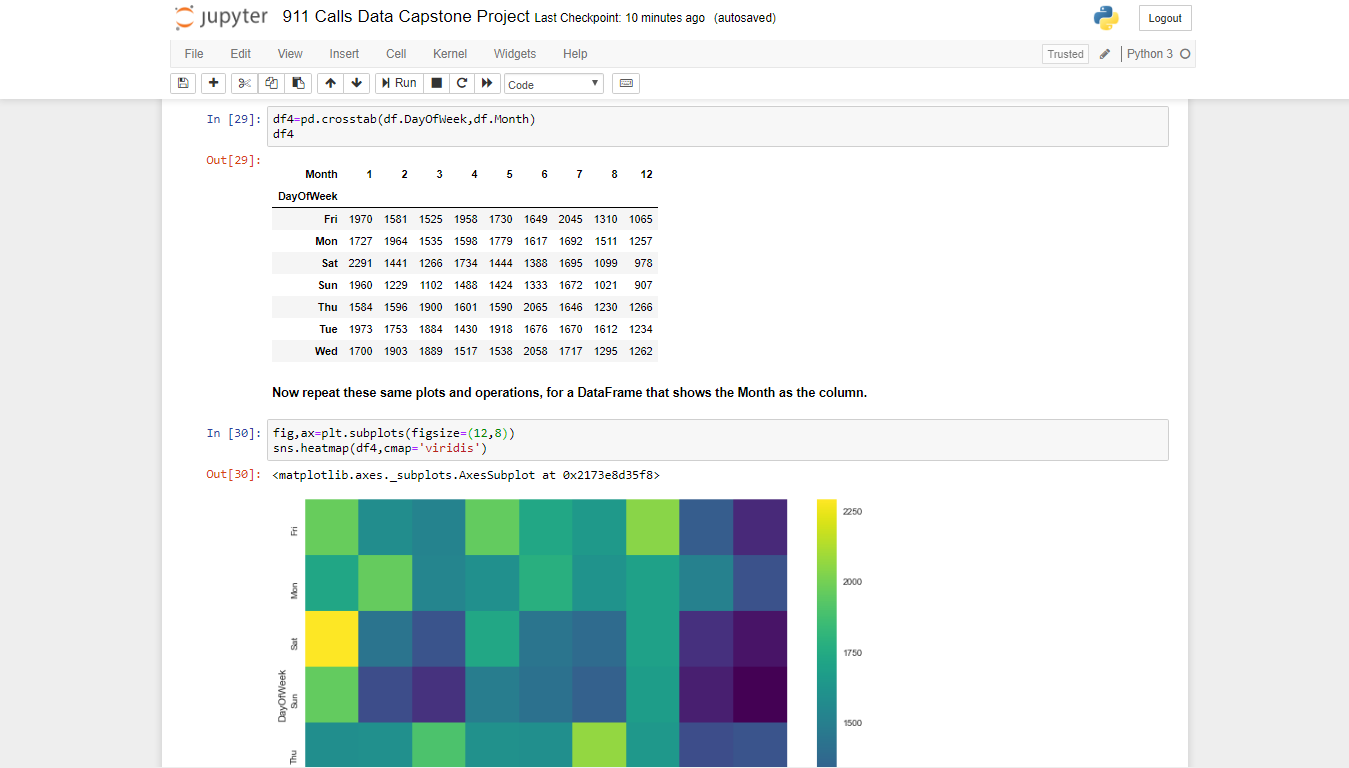 jupyter 911 Calls Data Capstone Project Last Checkpoint: 10 minutes ago (autosaved) Logout
File Edit View Insert Cell Kernel Widgets Help Trusted Python 3
Run Code
In [29]: df4=pd.crosstab(df.DayOfWeek,df.Month)
df4
Out[29]:
Month 1 2 3 4 5 6 7 8 12
DayOfWeek
Fri 1970 1581 1525 1958 1730 1649 2045 1310 1065
Mon 1727 1964 1535 1598 1779 1617 1692 1511 1257
Sat 2291 1441 1266 1734 1444 1388 1695 1099 978
Sun 1960 1229 1102 1488 1424 1333 1672 1021 907
Thu 1584 1596 1900 1601 1590 2065 1646 1230 1266
Tue 1973 1753 1884 1430 1918 1676 1670 1612 1234
Wed 1700 1903 1889 1517 1538 2058 1717 1295 1262
Now repeat these same plots and operations, for a DataFrame that shows the Month as the column.
In [30]: fig,ax=plt.subplots(figsize=(12,8))
sns.heatmap(df4,cmap='viridis')
Out[30]: <matplotlib.axes._subplots.AxesSubplot at 0x2173e8d35f8>
DayOfWeek
Fri
Mon
Sat
Sun
Thu
2250
2000
1750
1500